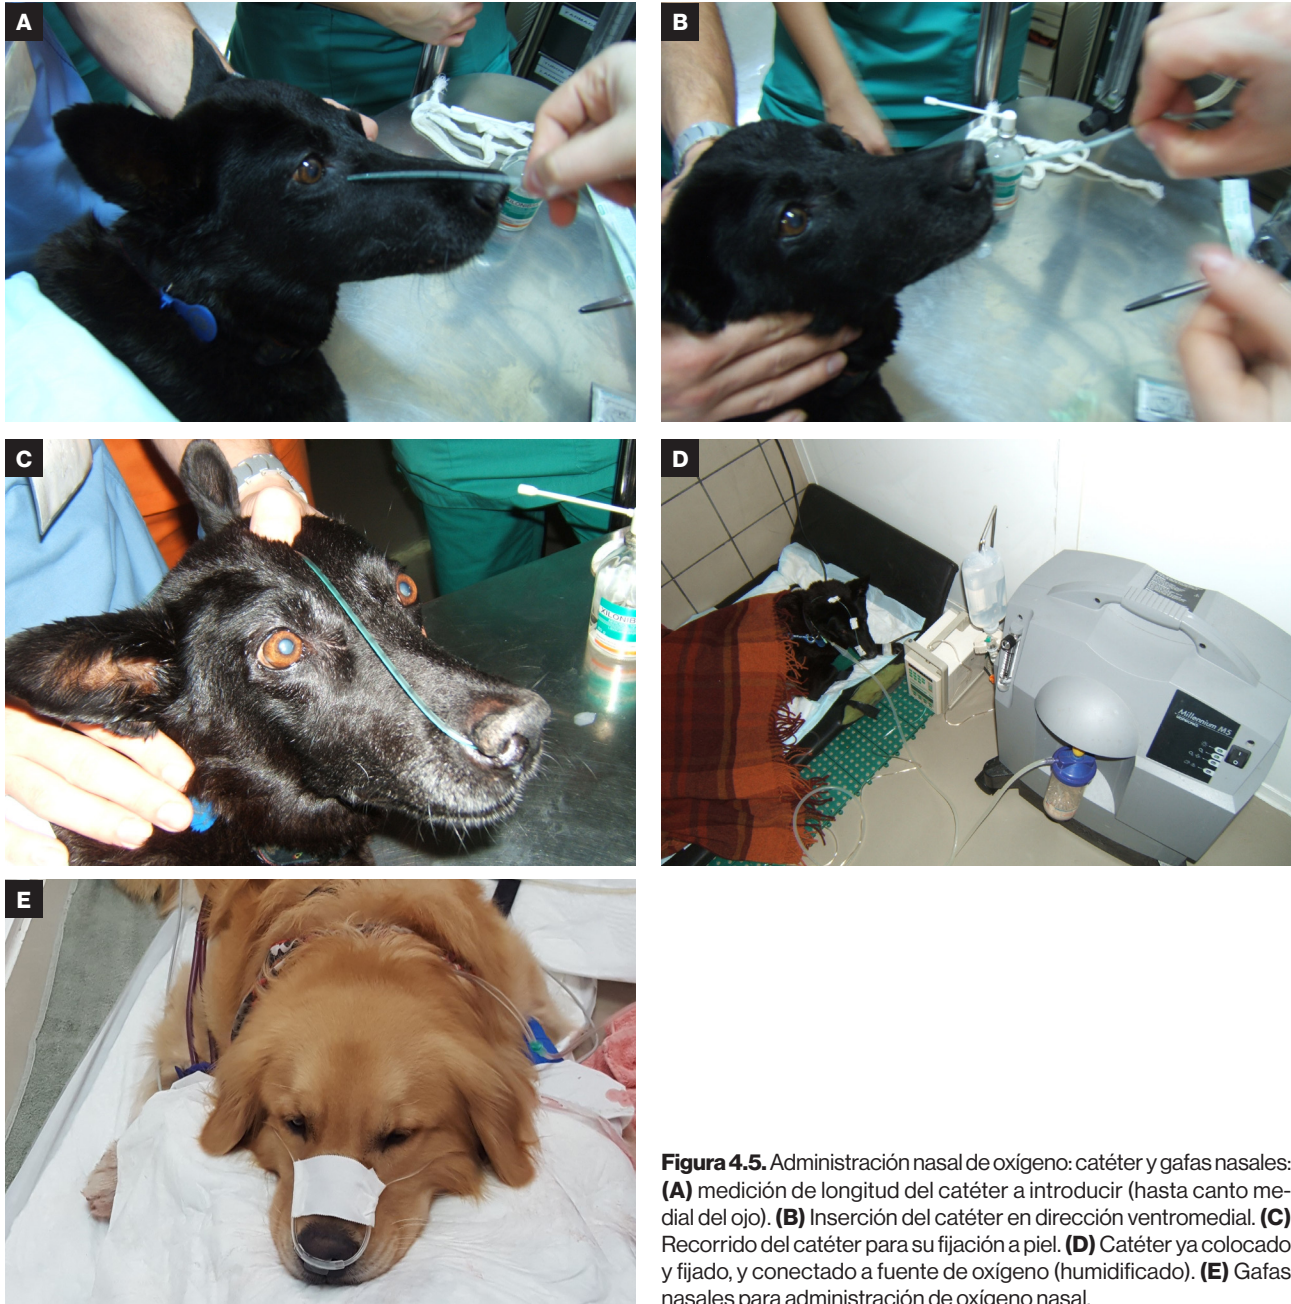 A
B
C
XILONIB
D
Millennium M5
E
Figura 4.5. Administración nasal de oxígeno: catéter y gafas nasales:
(A) medición de longitud del catéter a introducir (hasta canto me-
dial del ojo). (B) Inserción del catéter en dirección ventromedial. (C)
Recorrido del catéter para su fijación a piel. (D) Catéter ya colocado
y fijado, y conectado a fuente de oxígeno (humidificado). (E) Gafas
nasales para administración de oxígeno nasal.